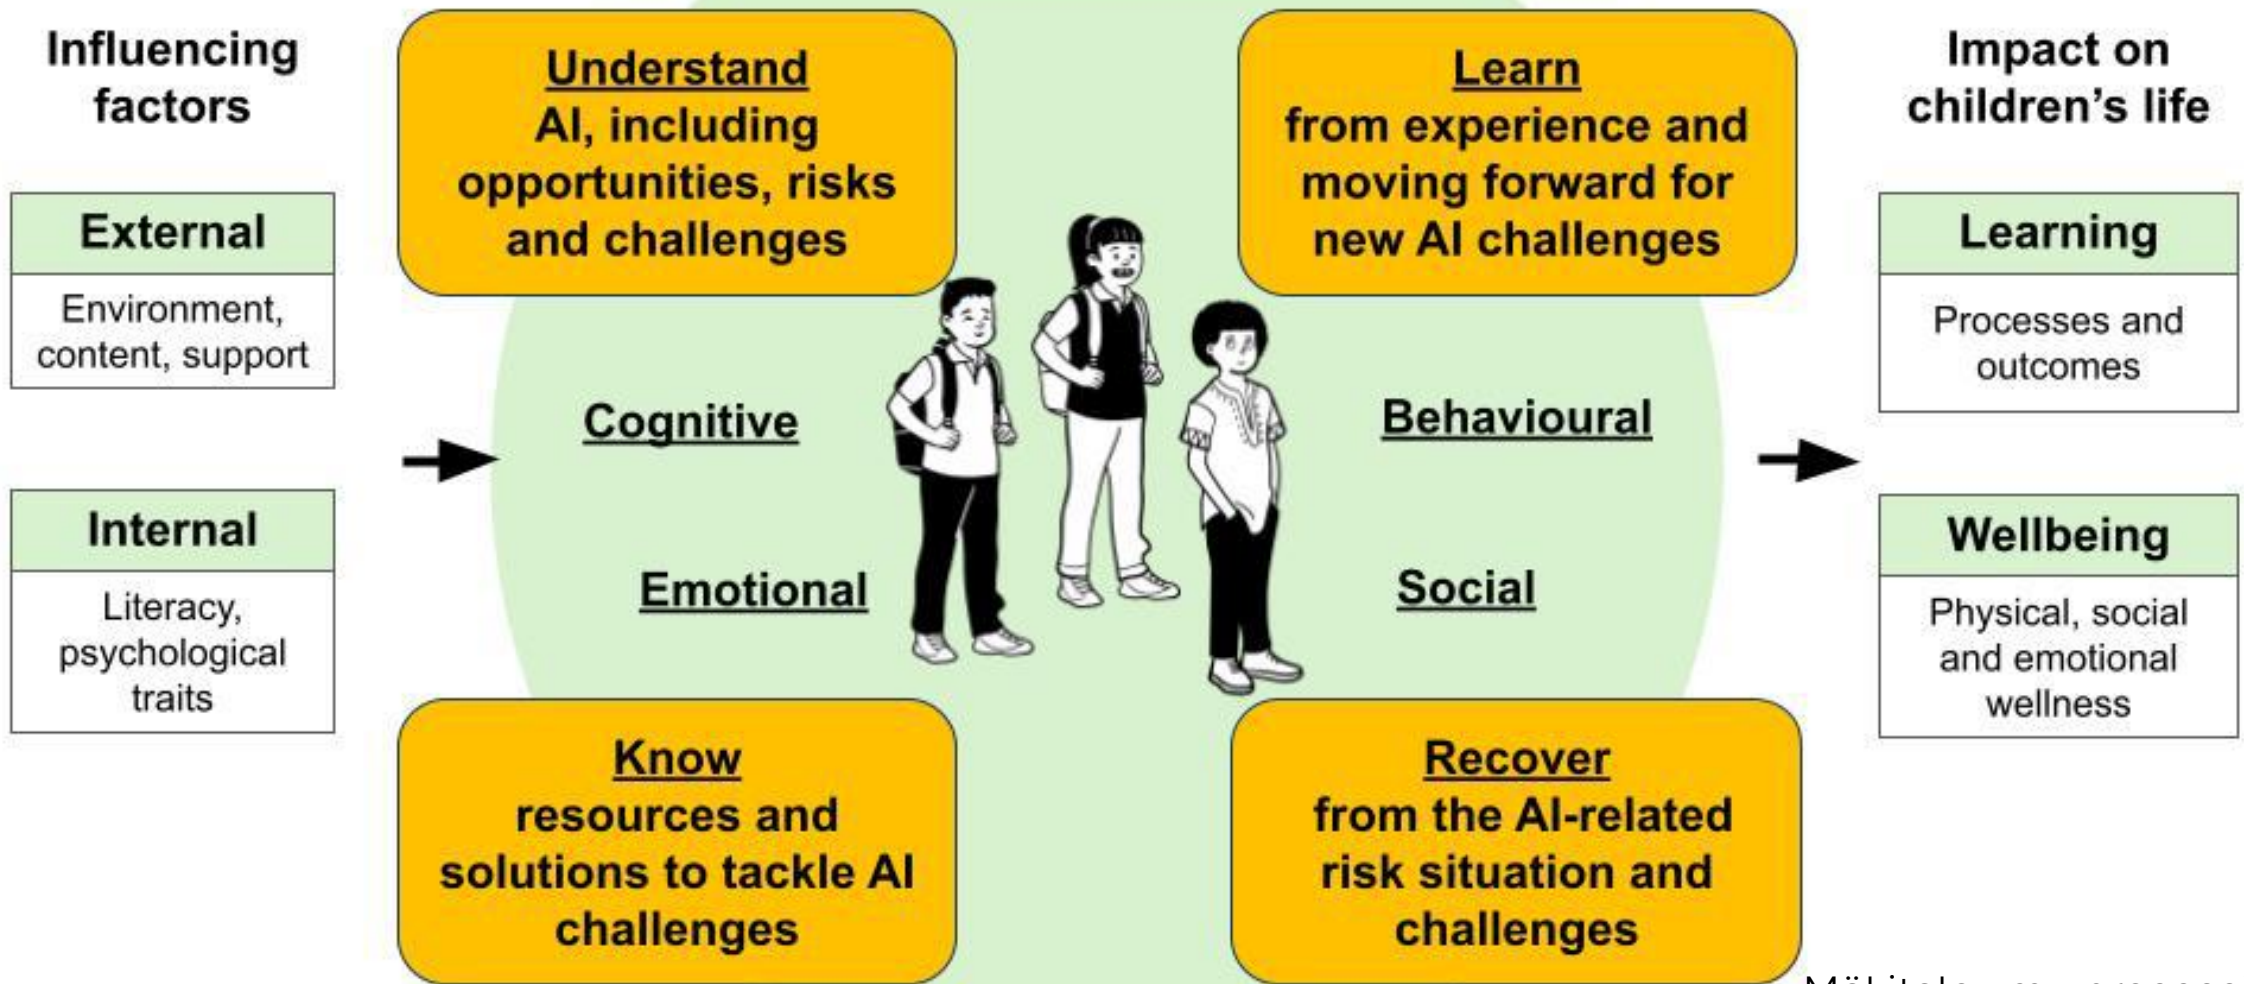 Influencing
factors
External
Environment,
content, support
Internal
Literacy,
psychological
traits
Understand
AI, including
opportunities, risks
and challenges
Learn
from experience and
moving forward for
new AI challenges
Cognitive
Behavioural
Emotional
Social
Know
resources and
solutions to tackle AI
challenges
Recover
from the AI-related
risk situation and
challenges
Impact on
children's life
Learning
Processes and
outcomes
Wellbeing
Physical, social
and emotional
wellness